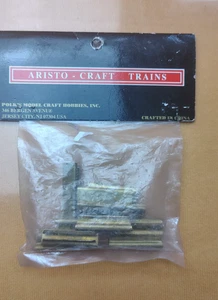 ARISTO - CRAFT TRAINS
POLK'S MODEL CRAFT HOBBIES, INC.
346 BERGEN AVENUE
JERSEY CITY, NJ 07304 USA
CRAFTED IN CHINA